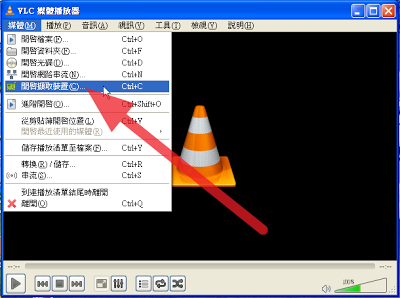 VLC 媒體播放器
媒體(M) 播放(P) 音訊(A) 視訊(V) 工具(T) 檢視(V) 說明(H)
開啟檔案(F)... Ctrl+O
開啟資料夾(F)... Ctrl+F
開啟光碟(D)... Ctrl+D
開啟網路串流(N)... Ctrl+N
開啟擷取裝置(C)... Ctrl+C
進階開啟(O)... Ctrl+Shift+O
從剪貼簿開啟位置(L) Ctrl+V
開啟最近使用的媒體(R)
儲存播放清單至檔案(F)... Ctrl+Y
轉換(R) / 儲存... Ctrl+R
串流(S)... Ctrl+S
到達播放清單結尾時離開
離開(Q) Ctrl+Q
--:-- --:--